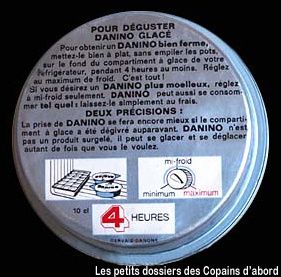 POUR DÉGUSTER
DANINO GLACÉ
Pour obtenir un DANINO bien ferme,
mettez-le bien à plat, sans empiler les pots,
sur le fond du compartiment à glace de votre
réfrigérateur, pendant 4 heures au moins. Réglez
au maximum de froid. C'est tout!
Si vous désirez un DANINO plus moelleux, réglez
à mi-froid seulement. DANINO peut aussi se consom-
mer tel quel: laissez-le simplement au frais.
DEUX PRÉCISIONS:
La prise de DANINO se fera encore mieux si le comparti-
ment à glace a été dégivré auparavant. DANINO n'est
pas un produit surgelé, il peut se glacer et se déglacer
autant de fois que vous le voulez.
mi-froid
minimum maximum
10 cl
4 HEURES
GERVAIS-DANONE
Les petits dossiers des Copains d'abord